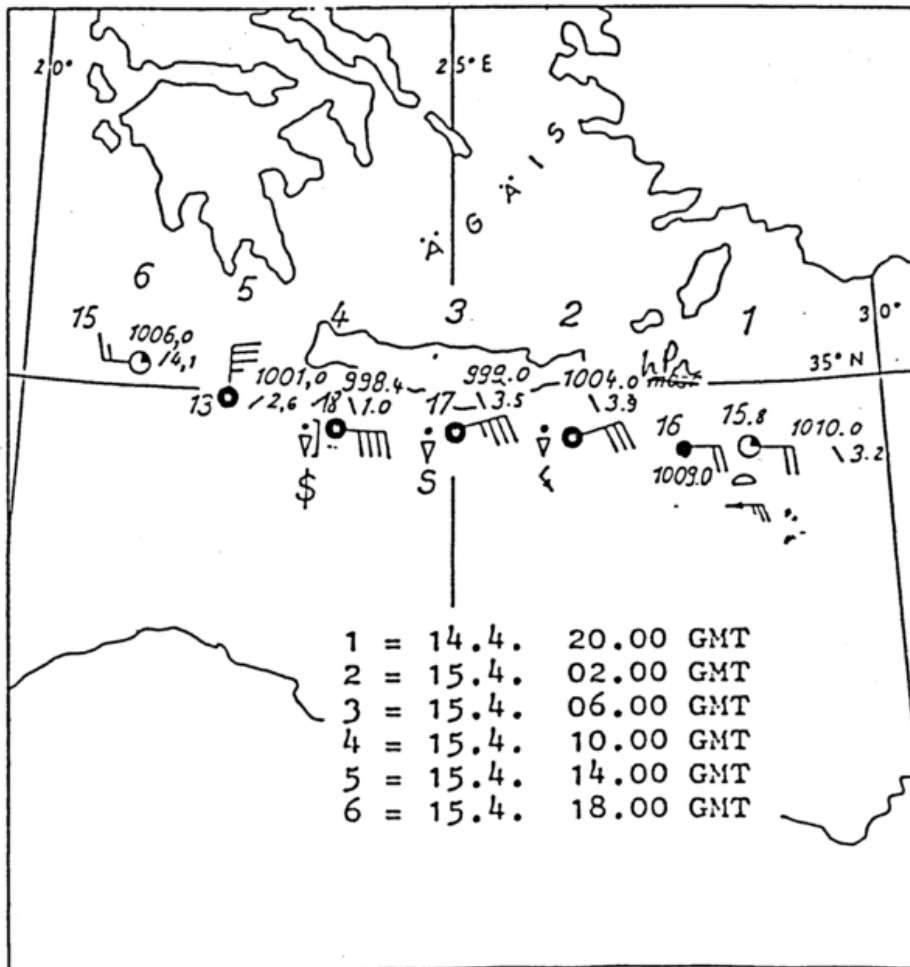 20°
25° E
ÄGÄIS
6
5
4
3
2
1
30°
15
1006,0
/4,1
hPa
35° N
13
1001,0
/2,6
18
998.4
\1.0
17
999.0
\3.5
1004.0
\3.9
16
1009.0
15.8
1010.0
\3.2
1 = 14.4. 20.00 GMT
2 = 15.4. 02.00 GMT
3 = 15.4. 06.00 GMT
4 = 15.4. 10.00 GMT
5 = 15.4. 14.00 GMT
6 = 15.4. 18.00 GMT